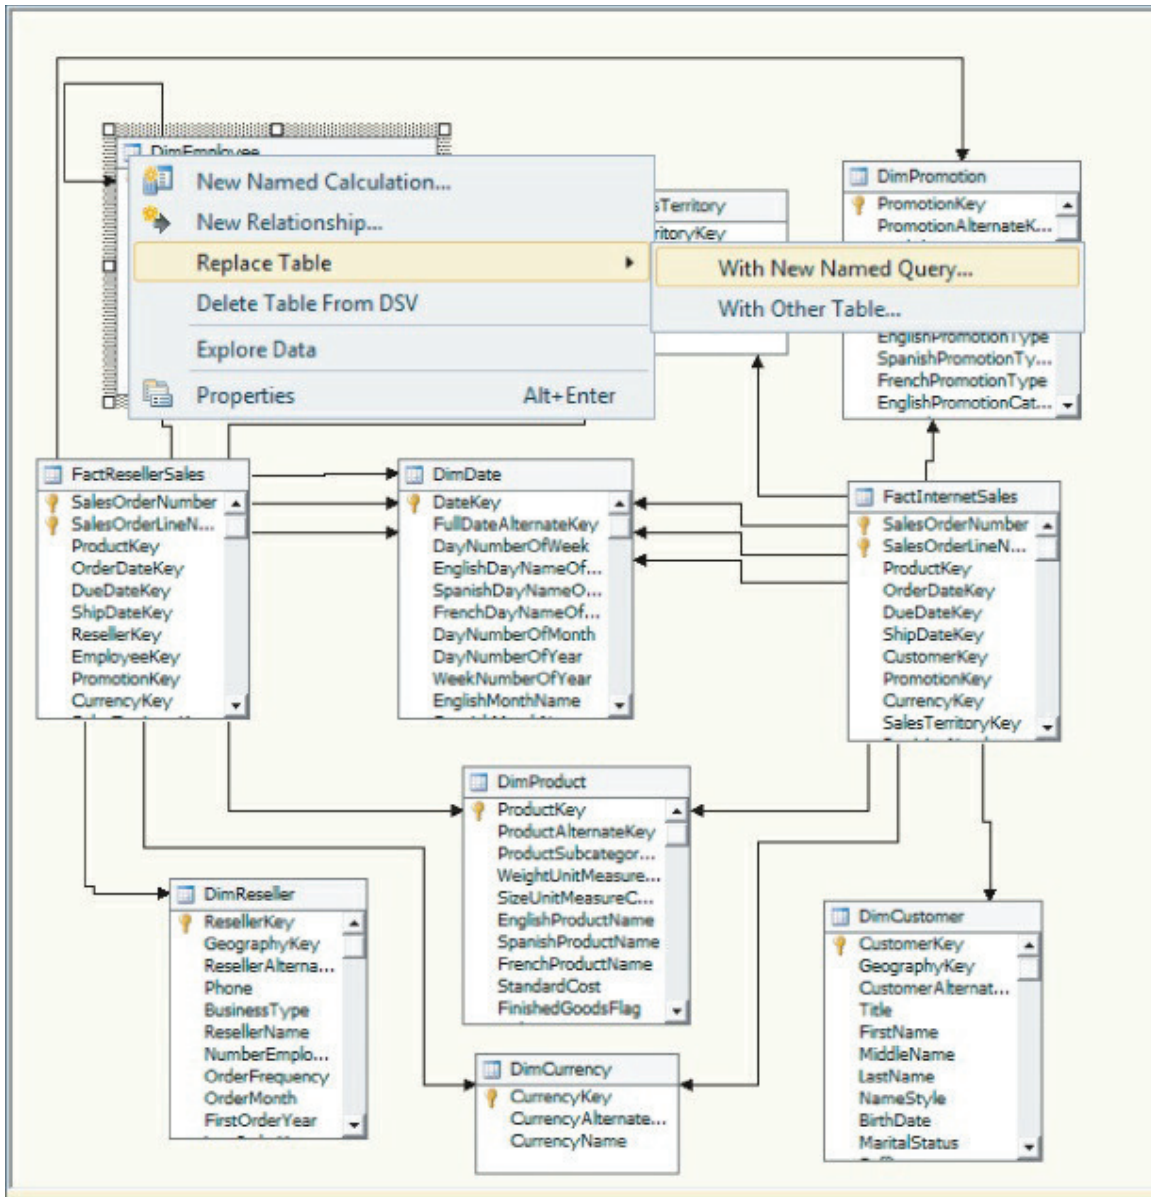 DimEmployee
New Named Calculation...
New Relationship...
Replace Table
Delete Table From DSV
Explore Data
Properties Alt+Enter
With New Named Query...
With Other Table...
sTerritory
ritoryKey
DimPromotion
PromotionKey
PromotionAlternateK...
EnglishPromotionType
SpanishPromotionTy...
FrenchPromotionType
EnglishPromotionCat...
FactResellerSales
SalesOrderNumber
SalesOrderLineN...
ProductKey
OrderDateKey
DueDateKey
ShipDateKey
ResellerKey
EmployeeKey
PromotionKey
CurrencyKey
DimDate
DateKey
FullDateAlternateKey
DayNumberOfWeek
EnglishDayNameOf...
SpanishDayNameO...
FrenchDayNameOf...
DayNumberOfMonth
DayNumberOfYear
WeekNumberOfYear
EnglishMonthName
FactInternetSales
SalesOrderNumber
SalesOrderLineN...
ProductKey
OrderDateKey
DueDateKey
ShipDateKey
CustomerKey
PromotionKey
CurrencyKey
SalesTerritoryKey
DimProduct
ProductKey
ProductAlternateKey
ProductSubcategor...
WeightUnitMeasure...
SizeUnitMeasureC...
EnglishProductName
SpanishProductName
FrenchProductName
StandardCost
FinishedGoodsFlag
DimReseller
ResellerKey
GeographyKey
ResellerAlterna...
Phone
BusinessType
ResellerName
NumberEmplo...
OrderFrequency
OrderMonth
FirstOrderYear
DimCurrency
CurrencyKey
CurrencyAlternate...
CurrencyName
DimCustomer
CustomerKey
GeographyKey
CustomerAlternat...
Title
FirstName
MiddleName
LastName
NameStyle
BirthDate
MaritalStatus